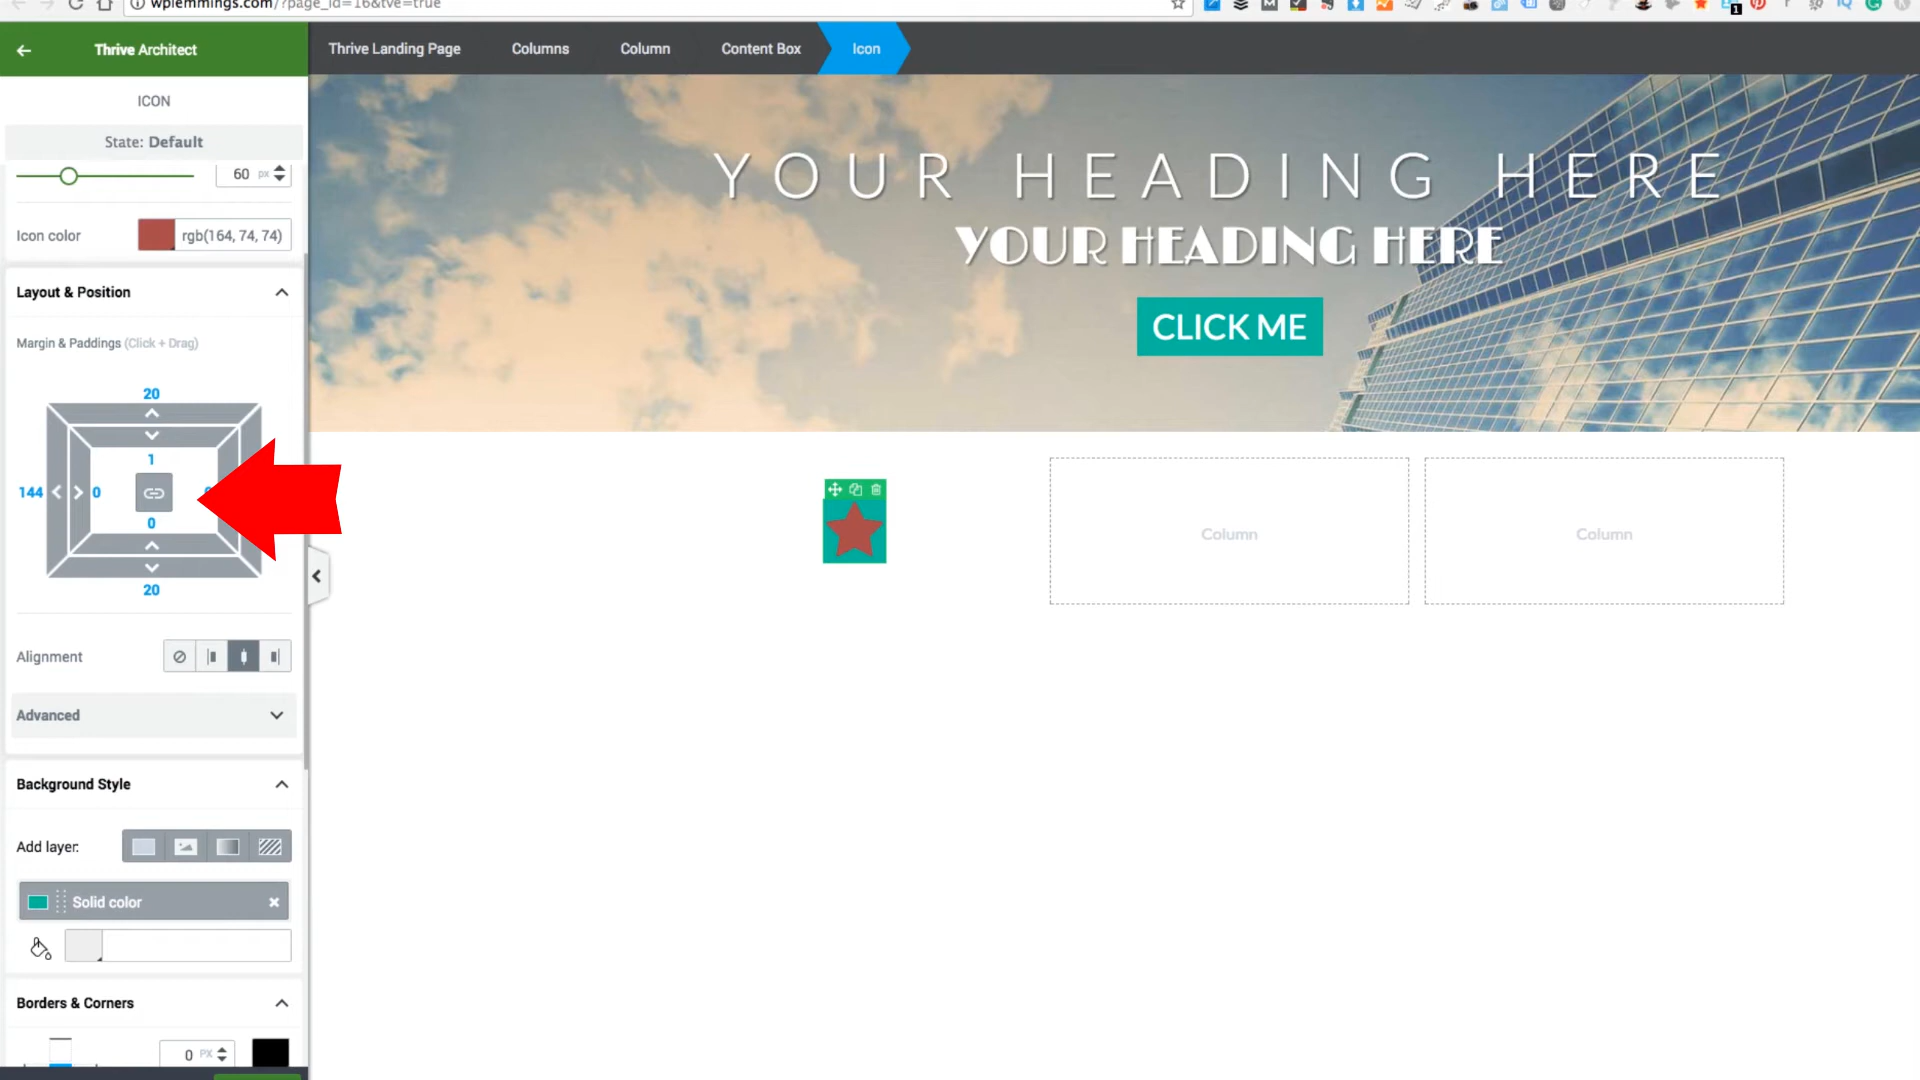 wplemmings.com/?page_id=16&tve=true
1
Thrive Architect
Thrive Landing Page
Columns
Column
Content Box
Icon
ICON
State: Default
60 px
Icon color
rgb(164, 74, 74)
YOUR HEADING HERE
YOUR HEADING HERE
CLICK ME
Layout & Position
Margin & Paddings (Click + Drag)
20
1
144
0
0
20
Column
Column
Alignment
Advanced
Background Style
Add layer:
Solid color
Borders & Corners
0 PX